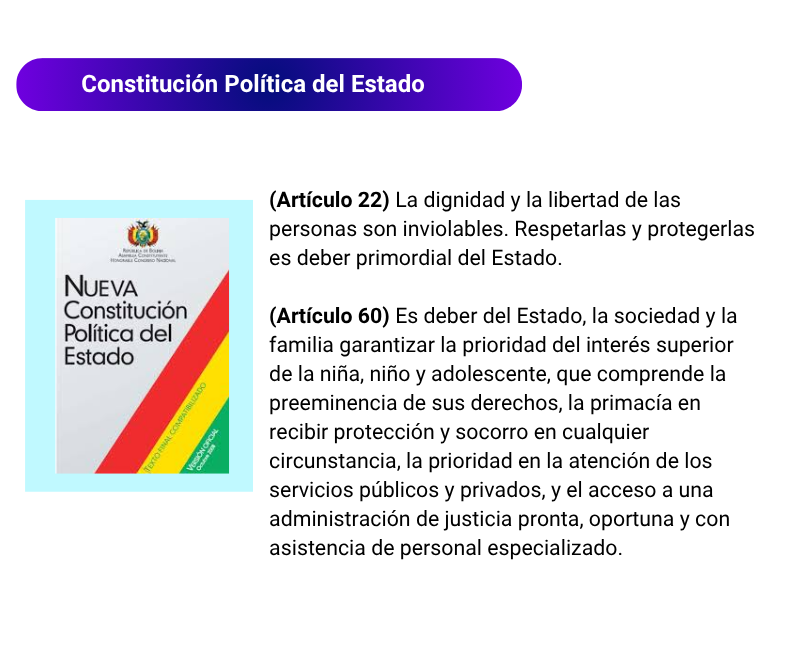 Constitución Política del Estado
(Artículo 22) La dignidad y la libertad de las
personas son inviolables. Respetarlas y protegerlas
es deber primordial del Estado.
(Artículo 60) Es deber del Estado, la sociedad y la
familia garantizar la prioridad del interés superior
de la niña, niño y adolescente, que comprende la
preeminencia de sus derechos, la primacía en
recibir protección y socorro en cualquier
circunstancia, la prioridad en la atención de los
servicios públicos y privados, y el acceso a una
administración de justicia pronta, oportuna y con
asistencia de personal especializado.
República de Bolivia
Asamblea Constituyente
Honorable Congreso Nacional
Nueva
Constitución
Política del
Estado
Texto final compatibilizado
Versión oficial
Octubre 2008